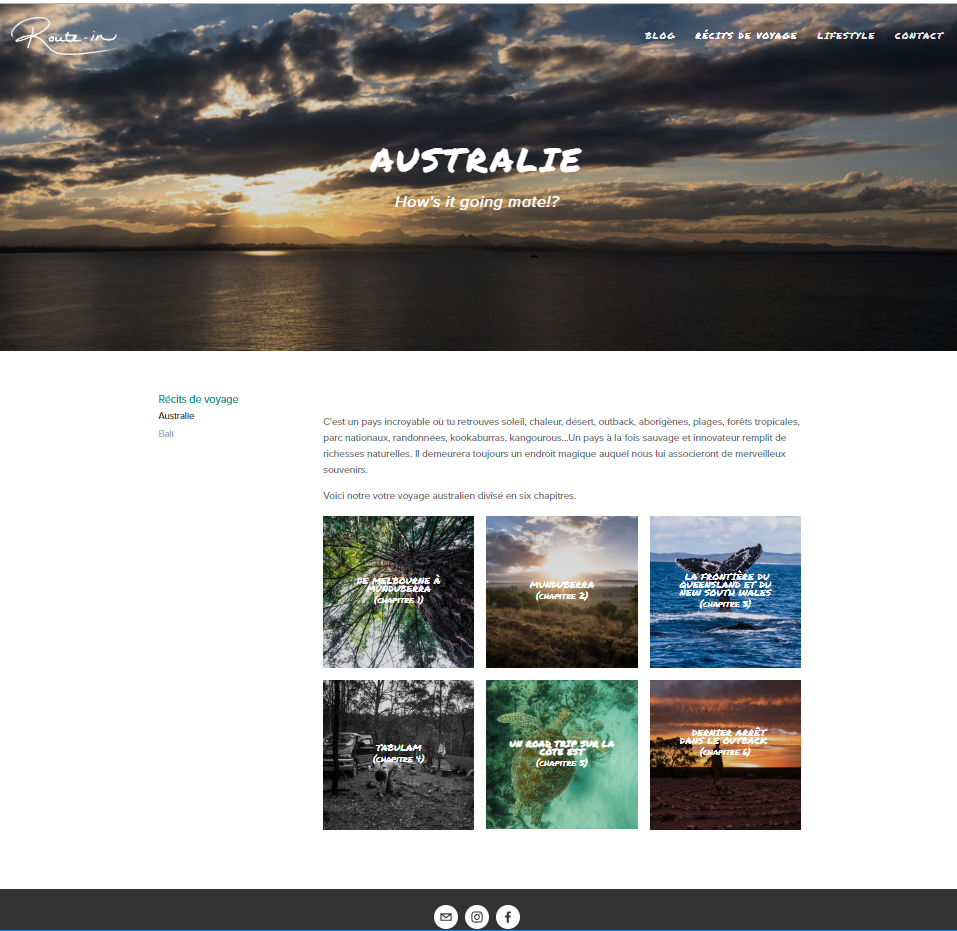 Route-in
BLOG RÉCITS DE VOYAGE LIFESTYLE CONTACT
AUSTRALIE
How's it going mate!?
Récits de voyage
Australie
Bali
C'est un pays incroyable où tu retrouves soleil, chaleur, désert, outback, aborigènes, plages, forêts tropicales,
parc nationaux, randonnées, kookaburras, kangourous...Un pays à la fois sauvage et innovateur remplit de
richesses naturelles. Il demeurera toujours un endroit magique auquel nous lui associeront de merveilleux
souvenirs.
Voici notre votre voyage australien divisé en six chapitres.
DE MELBOURNE À
MUNDUBERRA
(CHAPITRE 1)
MUNDUBERRA
(CHAPITRE 2)
LA FRONTIÈRE DU
QUEENSLAND ET DU
NEW SOUTH WALES
(CHAPITRE 3)
TABULAM
(CHAPITRE 4)
UN ROAD TRIP SUR LA
CÔTE EST
(CHAPITRE 5)
DERNIER ARRÊT
DANS LE OUTBACK
(CHAPITRE 6)